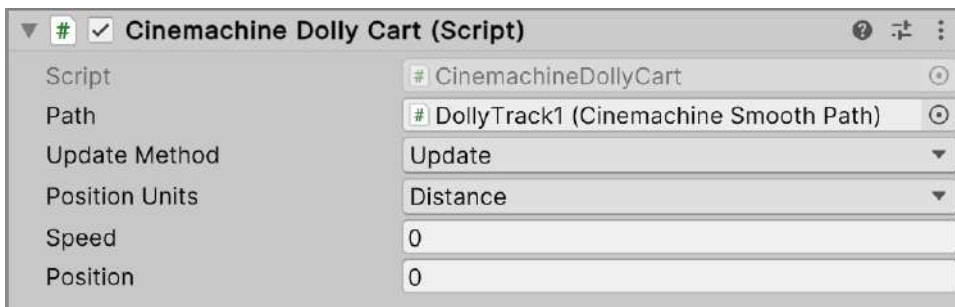 # Cinemachine Dolly Cart (Script)
Script # CinemachineDollyCart
Path # DollyTrack1 (Cinemachine Smooth Path)
Update Method Update
Position Units Distance
Speed 0
Position 0